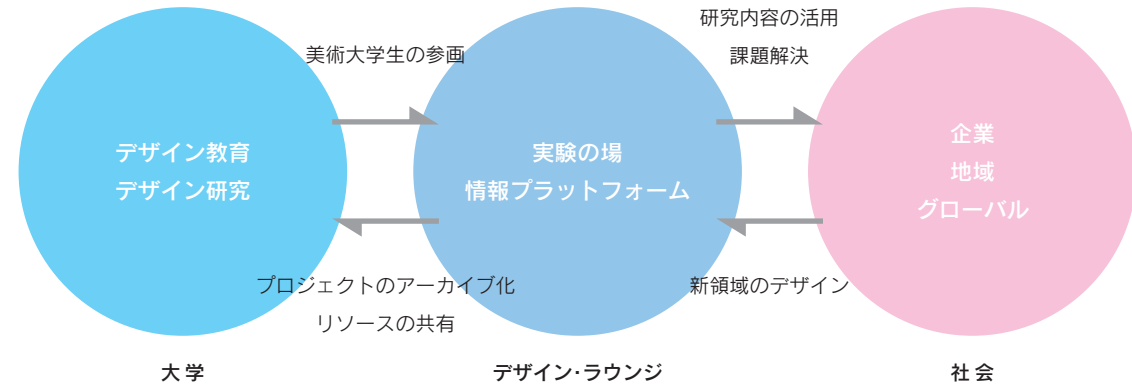 研究内容の活用
課題解決
美術大学生の参画
デザイン教育
デザイン研究
実験の場
情報プラットフォーム
企業
地域
グローバル
プロジェクトのアーカイブ化
リソースの共有
新領域のデザイン
大学
デザイン・ラウンジ
社会